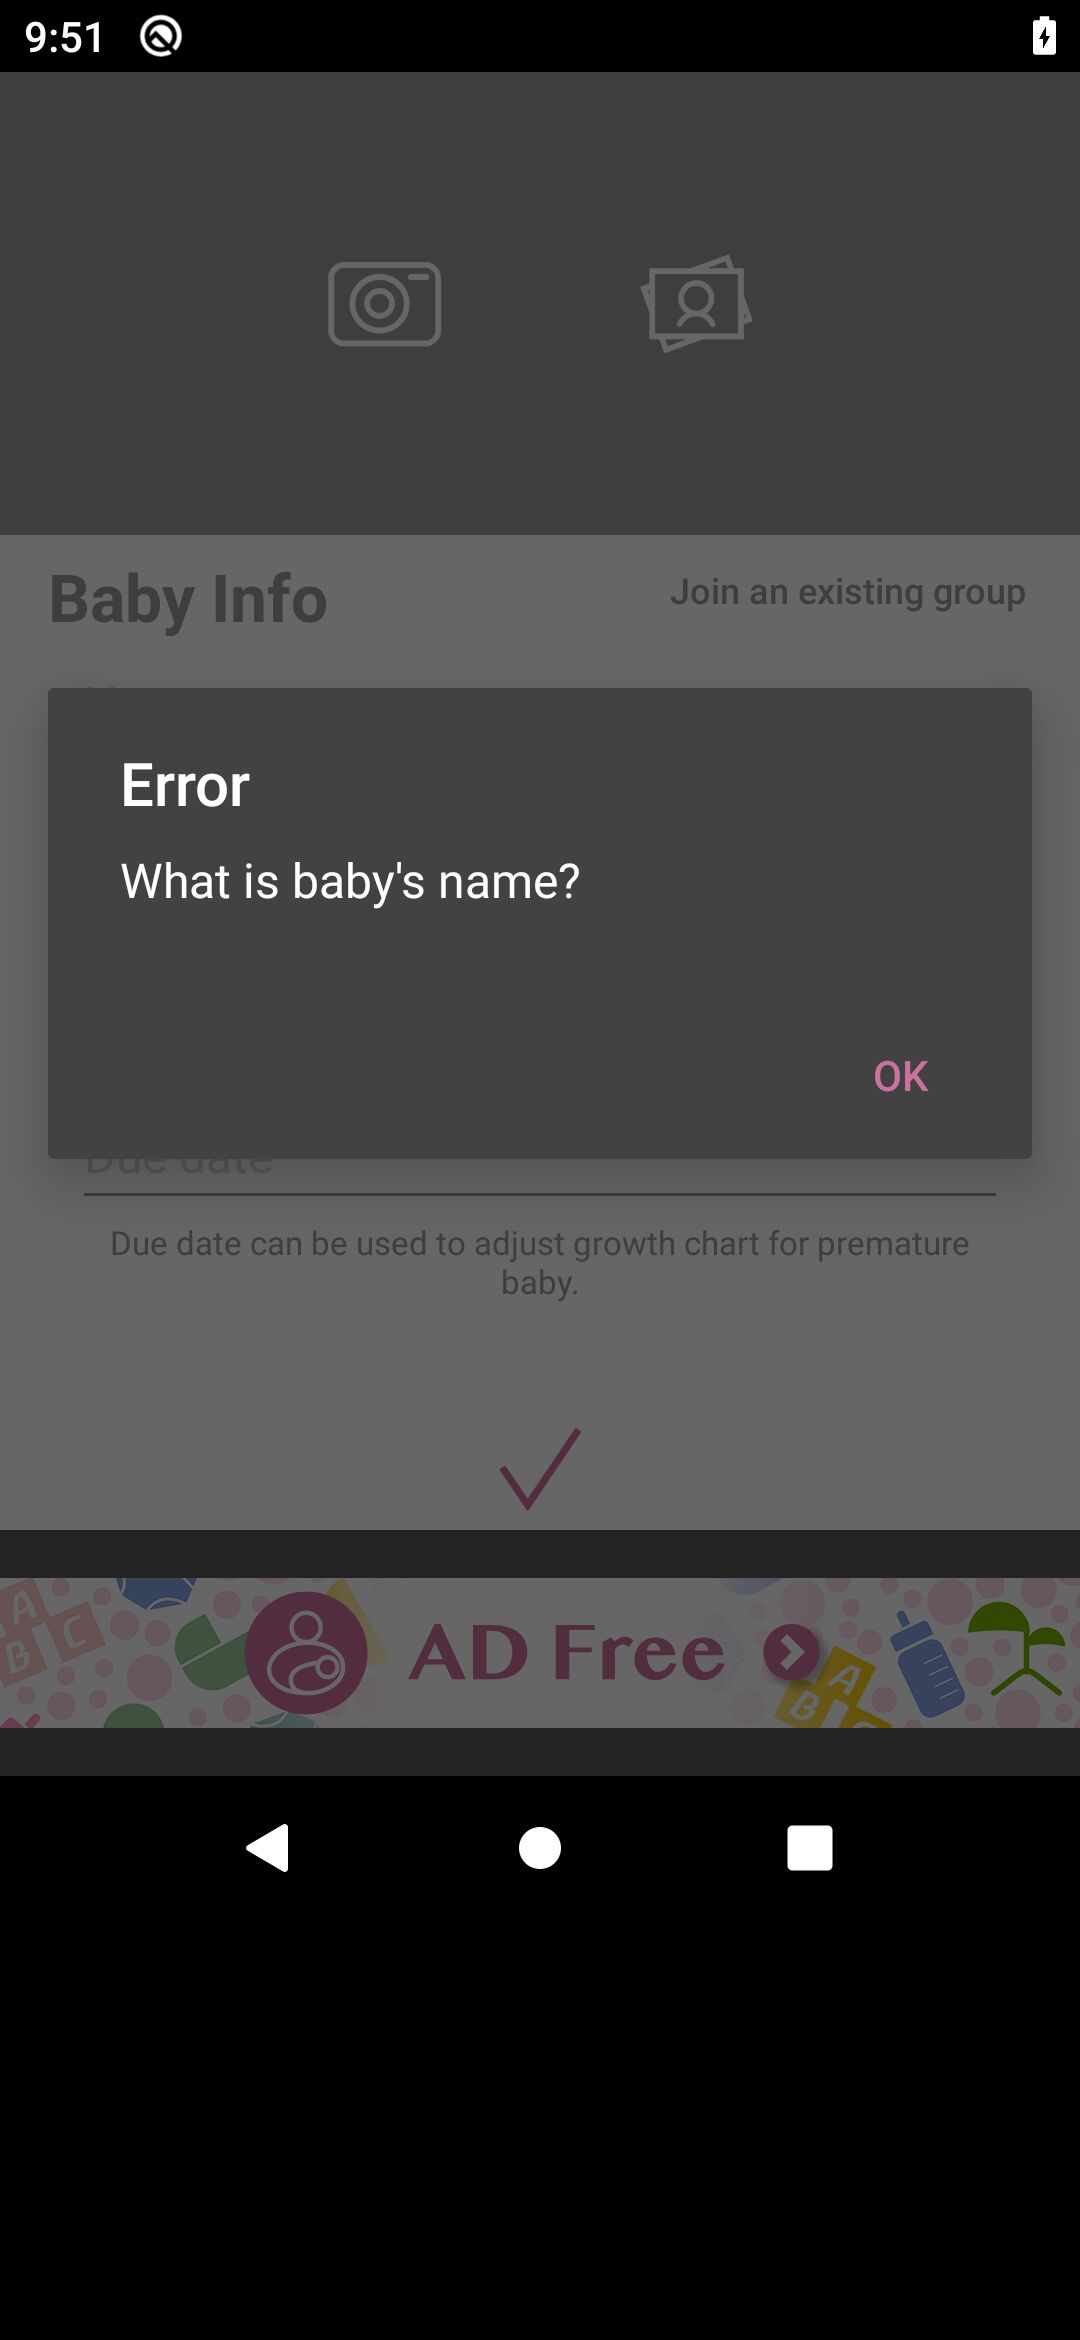 9:51
Baby Info
Join an existing group
Error
What is baby's name?
OK
Due date
Due date can be used to adjust growth chart for premature
baby.
A
B
C
AD Free
A
B
C